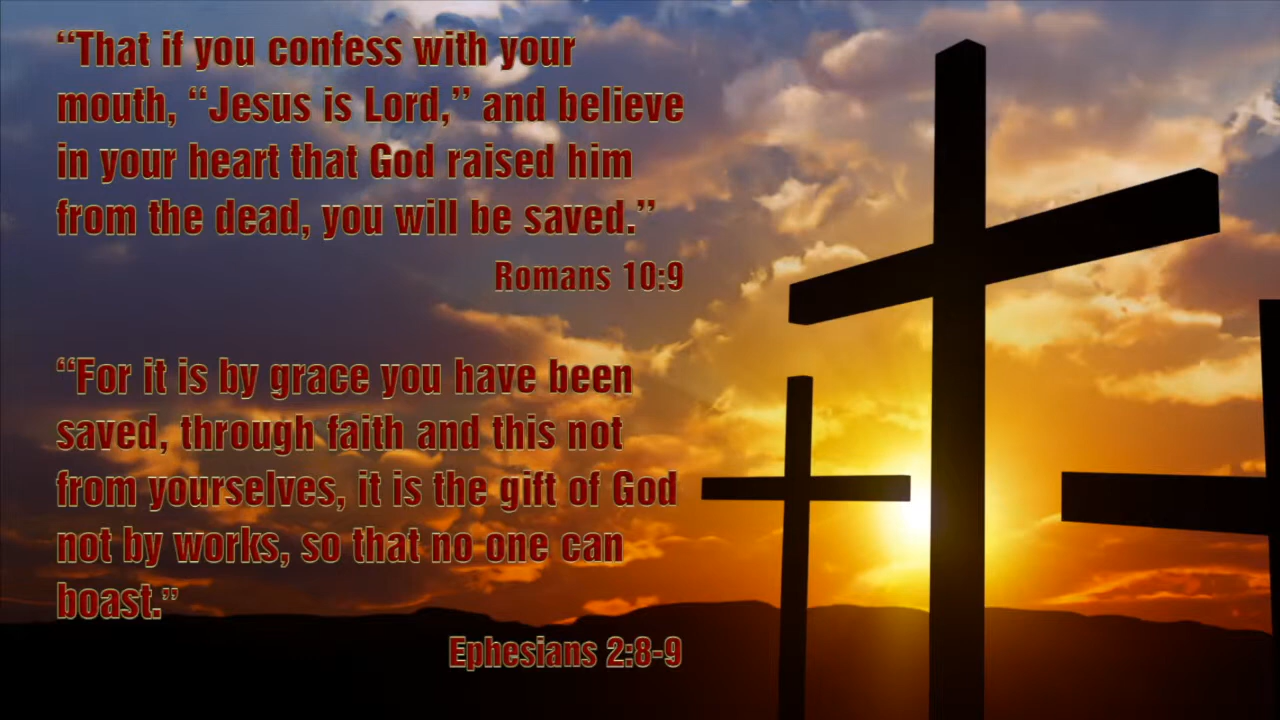 “That if you confess with your
mouth, “Jesus is Lord,” and believe
in your heart that God raised him
from the dead, you will be saved.”
Romans 10:9
“For it is by grace you have been
saved, through faith and this not
from yourselves, it is the gift of God
not by works, so that no one can
boast.”
Ephesians 2:8-9